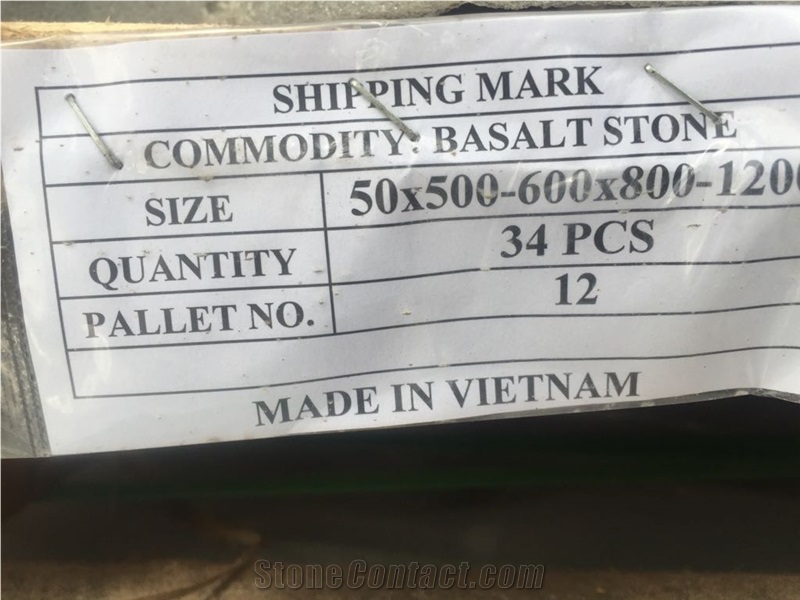 SHIPPING MARK
COMMODITY: BASALT STONE
SIZE 50x500-600x800-1200
QUANTITY 34 PCS
PALLET NO. 12
MADE IN VIETNAM
StoneContact.com